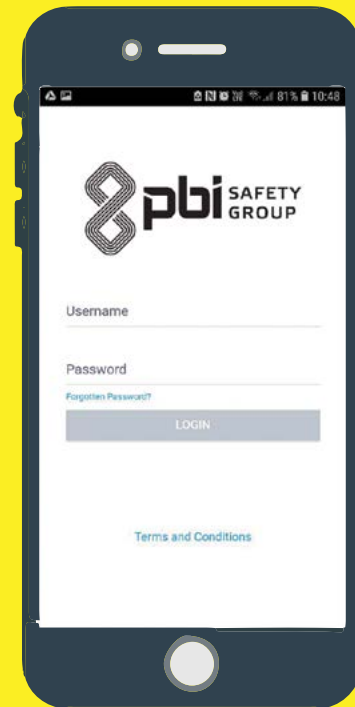 81% 10:48
pbi SAFETY
GROUP
Username
Password
Forgotten Password?
LOGIN
Terms and Conditions